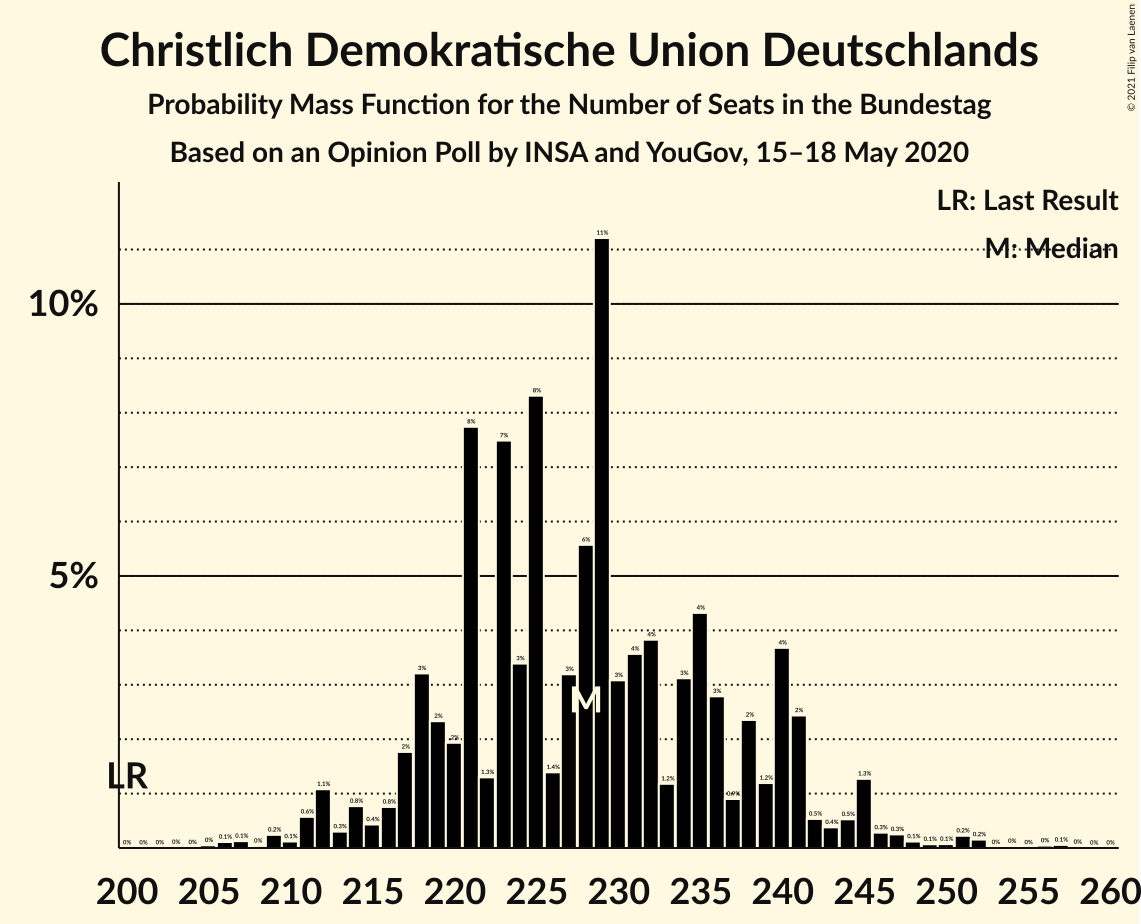 Christlich Demokratische Union Deutschlands
Probability Mass Function for the Number of Seats in the Bundestag
Based on an Opinion Poll by INSA and YouGov, 15–18 May 2020
© 2021 Filip van Laenen
LR: Last Result
M: Median
10%
5%
LR
M
0% 0% 0% 0% 0% 0% 0.1% 0.1% 0% 0.2% 0.1% 0.6% 1.1% 0.3% 0.8% 0.4% 0.8% 2% 3% 2% 2% 8% 1.3% 7% 3% 8% 1.4% 3% 6% 11% 3% 4% 4% 1.2% 3% 4% 3% 0.9% 2% 1.2% 4% 2% 0.5% 0.4% 0.5% 1.3% 0.3% 0.3% 0.1% 0.1% 0.1% 0.2% 0.2% 0% 0% 0% 0% 0.1% 0% 0% 0%
200 205 210 215 220 225 230 235 240 245 250 255 260